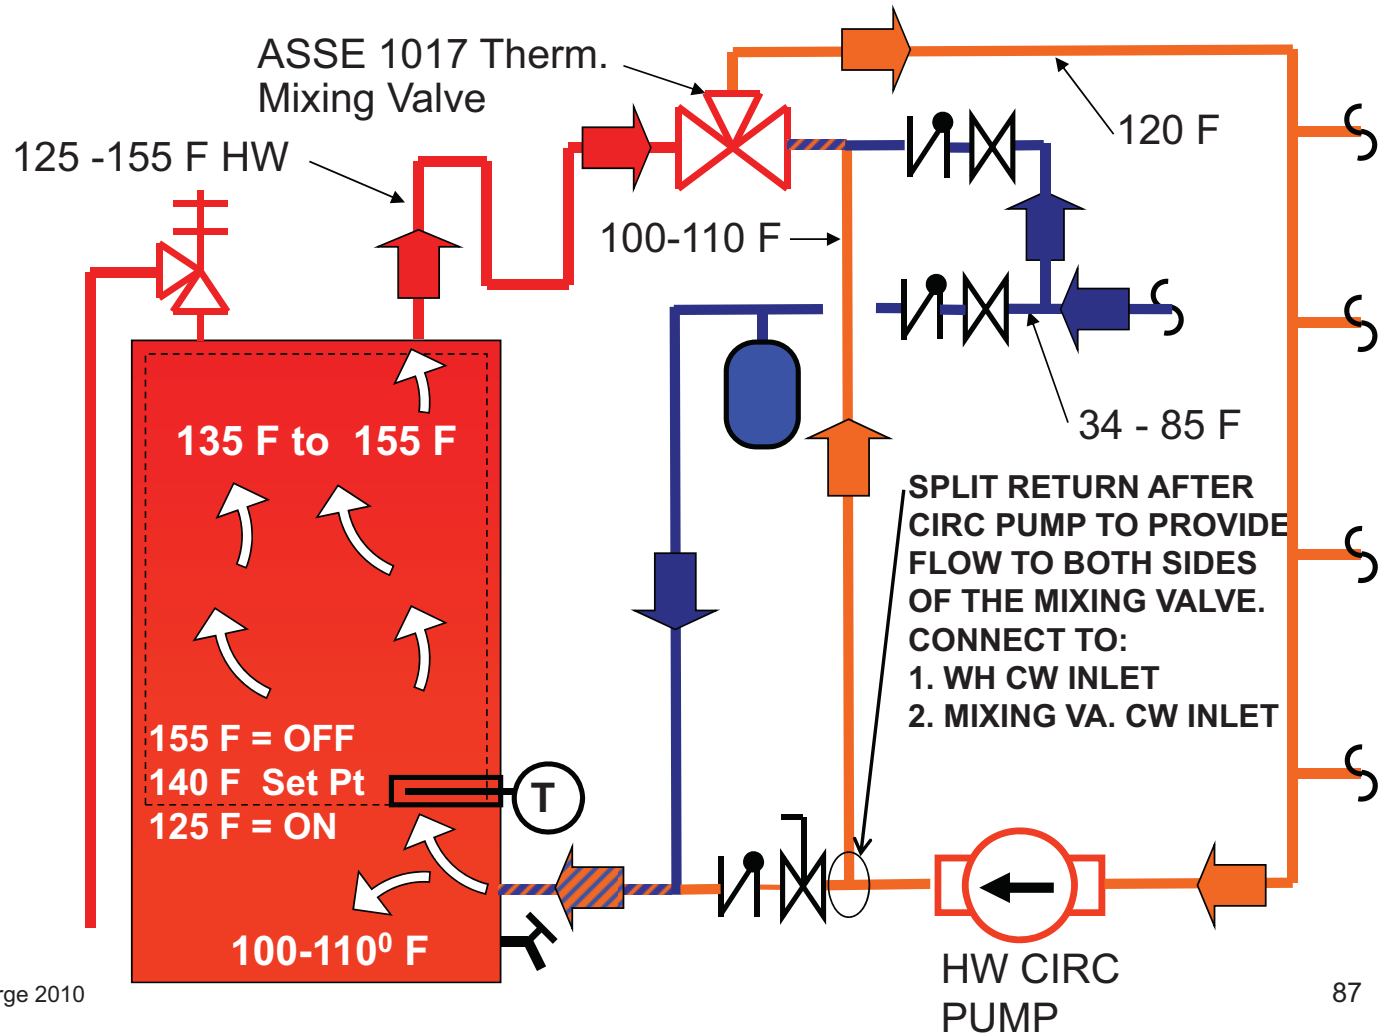 ASSE 1017 Therm.
Mixing Valve
125 -155 F HW
120 F
100-110 F
34 - 85 F
135 F to 155 F
SPLIT RETURN AFTER
CIRC PUMP TO PROVIDE
FLOW TO BOTH SIDES
OF THE MIXING VALVE.
CONNECT TO:
1. WH CW INLET
2. MIXING VA. CW INLET
155 F = OFF
140 F Set Pt
125 F = ON
T
100-110⁰ F
HW CIRC
PUMP
rge 2010
87